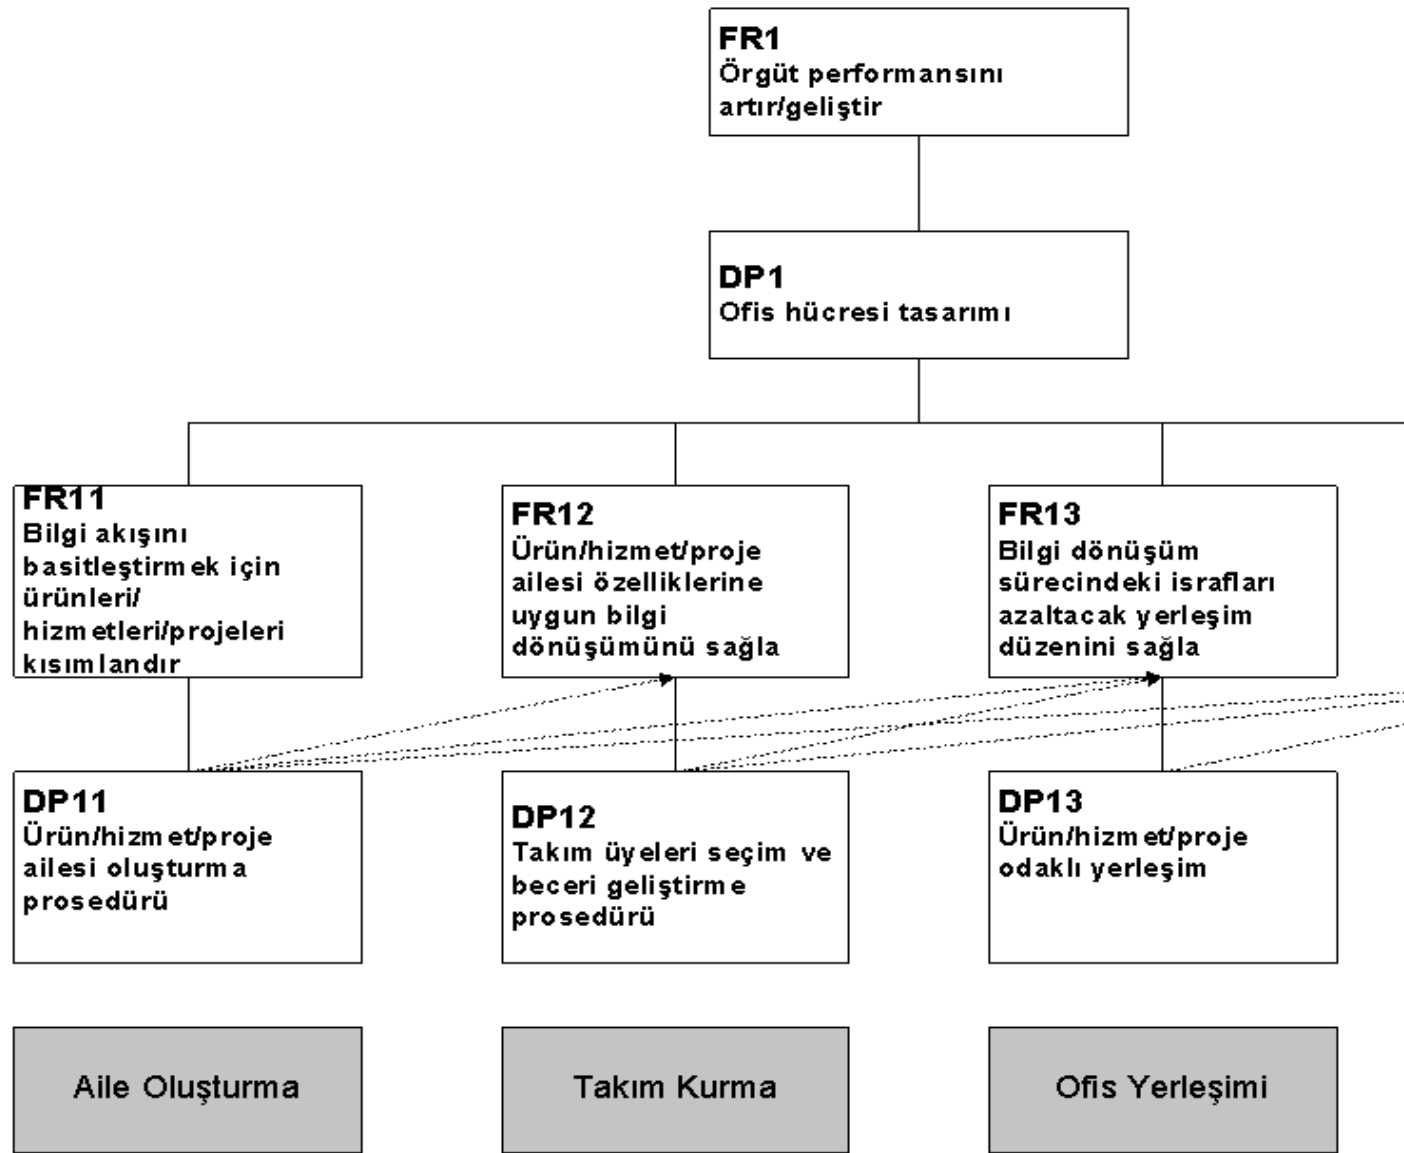 FR1
Örgüt performansını
artır/geliştir
DP1
Ofis hücresi tasarımı
FR11
Bilgi akışını
basitleştirmek için
ürünleri/
hizmetleri/projeleri
kısımlandır
FR12
Ürün/hizmet/proje
ailesi özelliklerine
uygun bilgi
dönüşümünü sağla
FR13
Bilgi dönüşüm
sürecindeki israfları
azaltacak yerleşim
düzenini sağla
DP11
Ürün/hizmet/proje
ailesi oluşturma
prosedürü
DP12
Takım üyeleri seçim ve
beceri geliştirme
prosedürü
DP13
Ürün/hizmet/proje
odaklı yerleşim
Aile Oluşturma
Takım Kurma
Ofis Yerleşimi